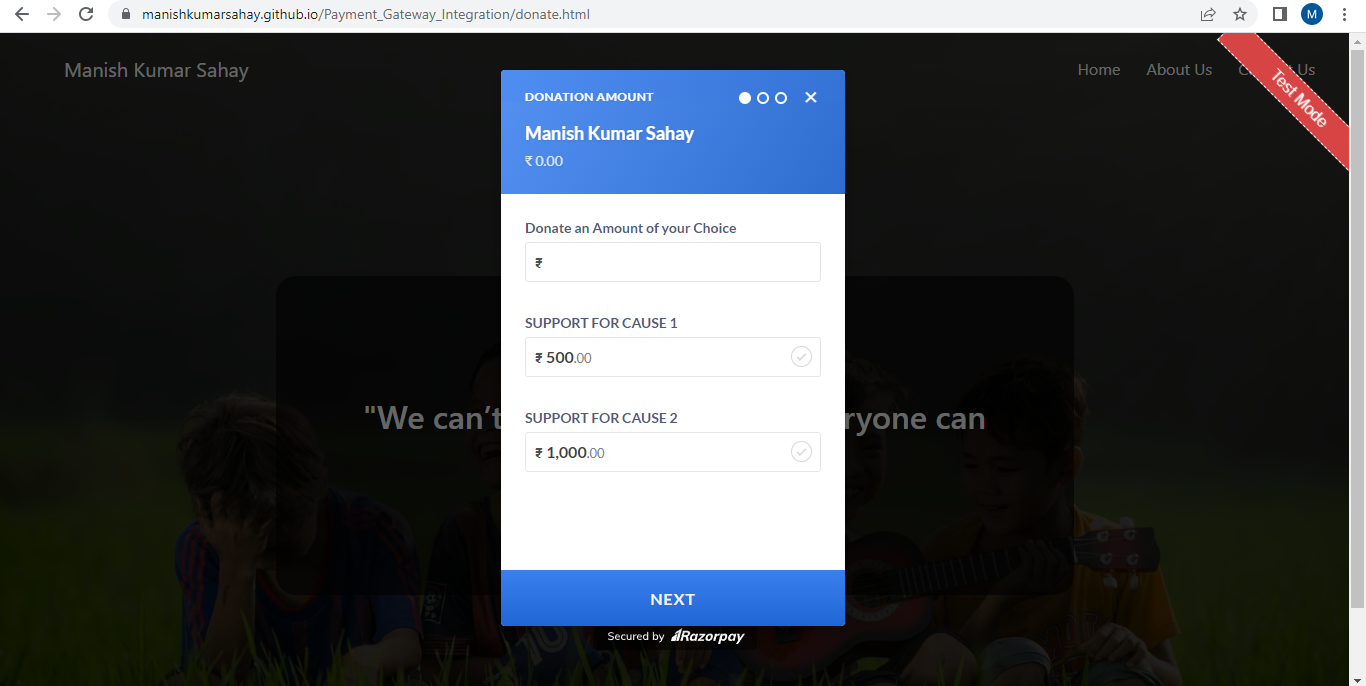 manishkumarsahay.github.io/Payment_Gateway_Integration/donate.html
M
Manish Kumar Sahay
Home
About Us
Us
Test Mode
DONATION AMOUNT
Manish Kumar Sahay
₹ 0.00
Donate an Amount of your Choice
₹
SUPPORT FOR CAUSE 1
₹ 500.00
SUPPORT FOR CAUSE 2
₹ 1,000.00
"We can’t
ryone can
NEXT
Secured by Razorpay